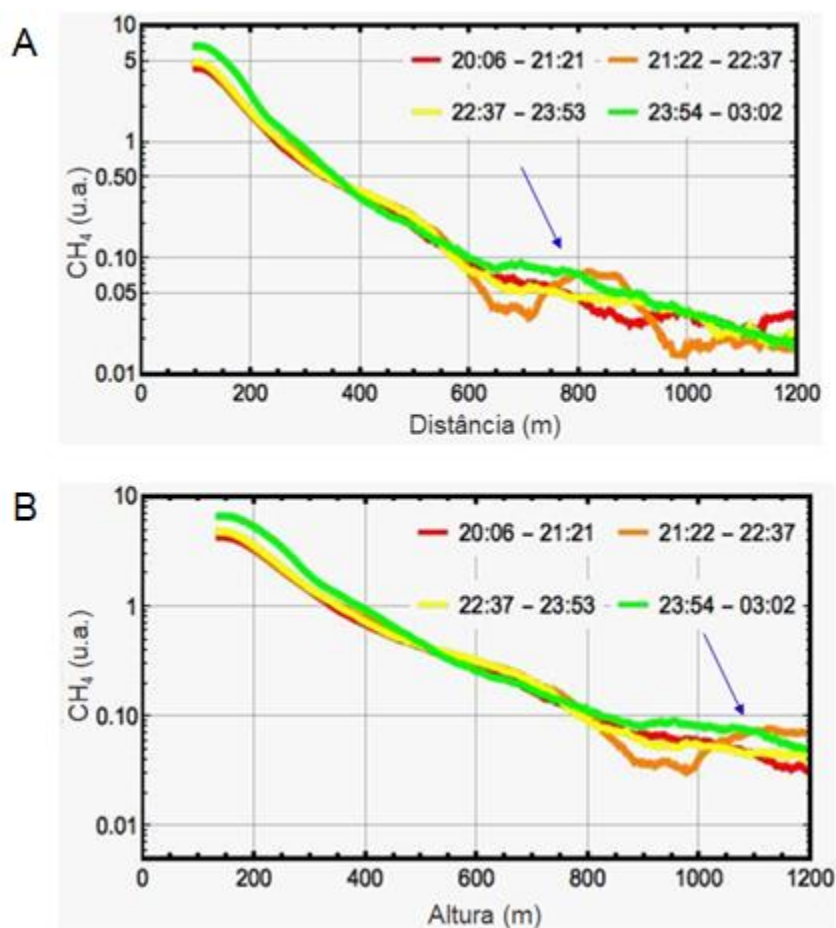 A
CH₄ (u.a.)
10
5
1
0.50
0.10
0.05
0.01
20:06 – 21:21
21:22 – 22:37
22:37 – 23:53
23:54 – 03:02
0 200 400 600 800 1000 1200
Distância (m)
B
CH₄ (u.a.)
10
1
0.10
0.01
20:06 – 21:21
21:22 – 22:37
22:37 – 23:53
23:54 – 03:02
0 200 400 600 800 1000 1200
Altura (m)